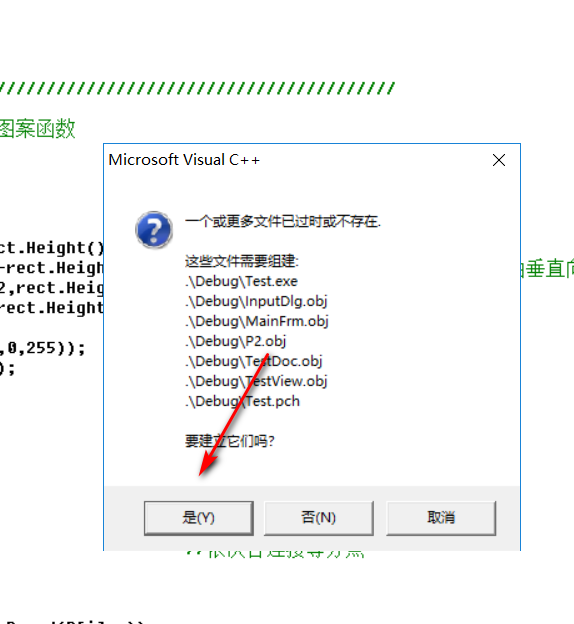 ////////////////////////////////////////
图案函数
Microsoft Visual C++
一个或更多文件已过时或不存在.
ct.Height()
这些文件需要组建:
-rect.Heigh
垂直向
.\Debug\Test.exe
2,rect.Heig
.\Debug\InputDlg.obj
rect.Height
.\Debug\MainFrm.obj
.\Debug\P2.obj
,0,255));
.\Debug\TestDoc.obj
);
.\Debug\TestView.obj
.\Debug\Test.pch
要建立它们吗?
是(Y)
否(N)
取消